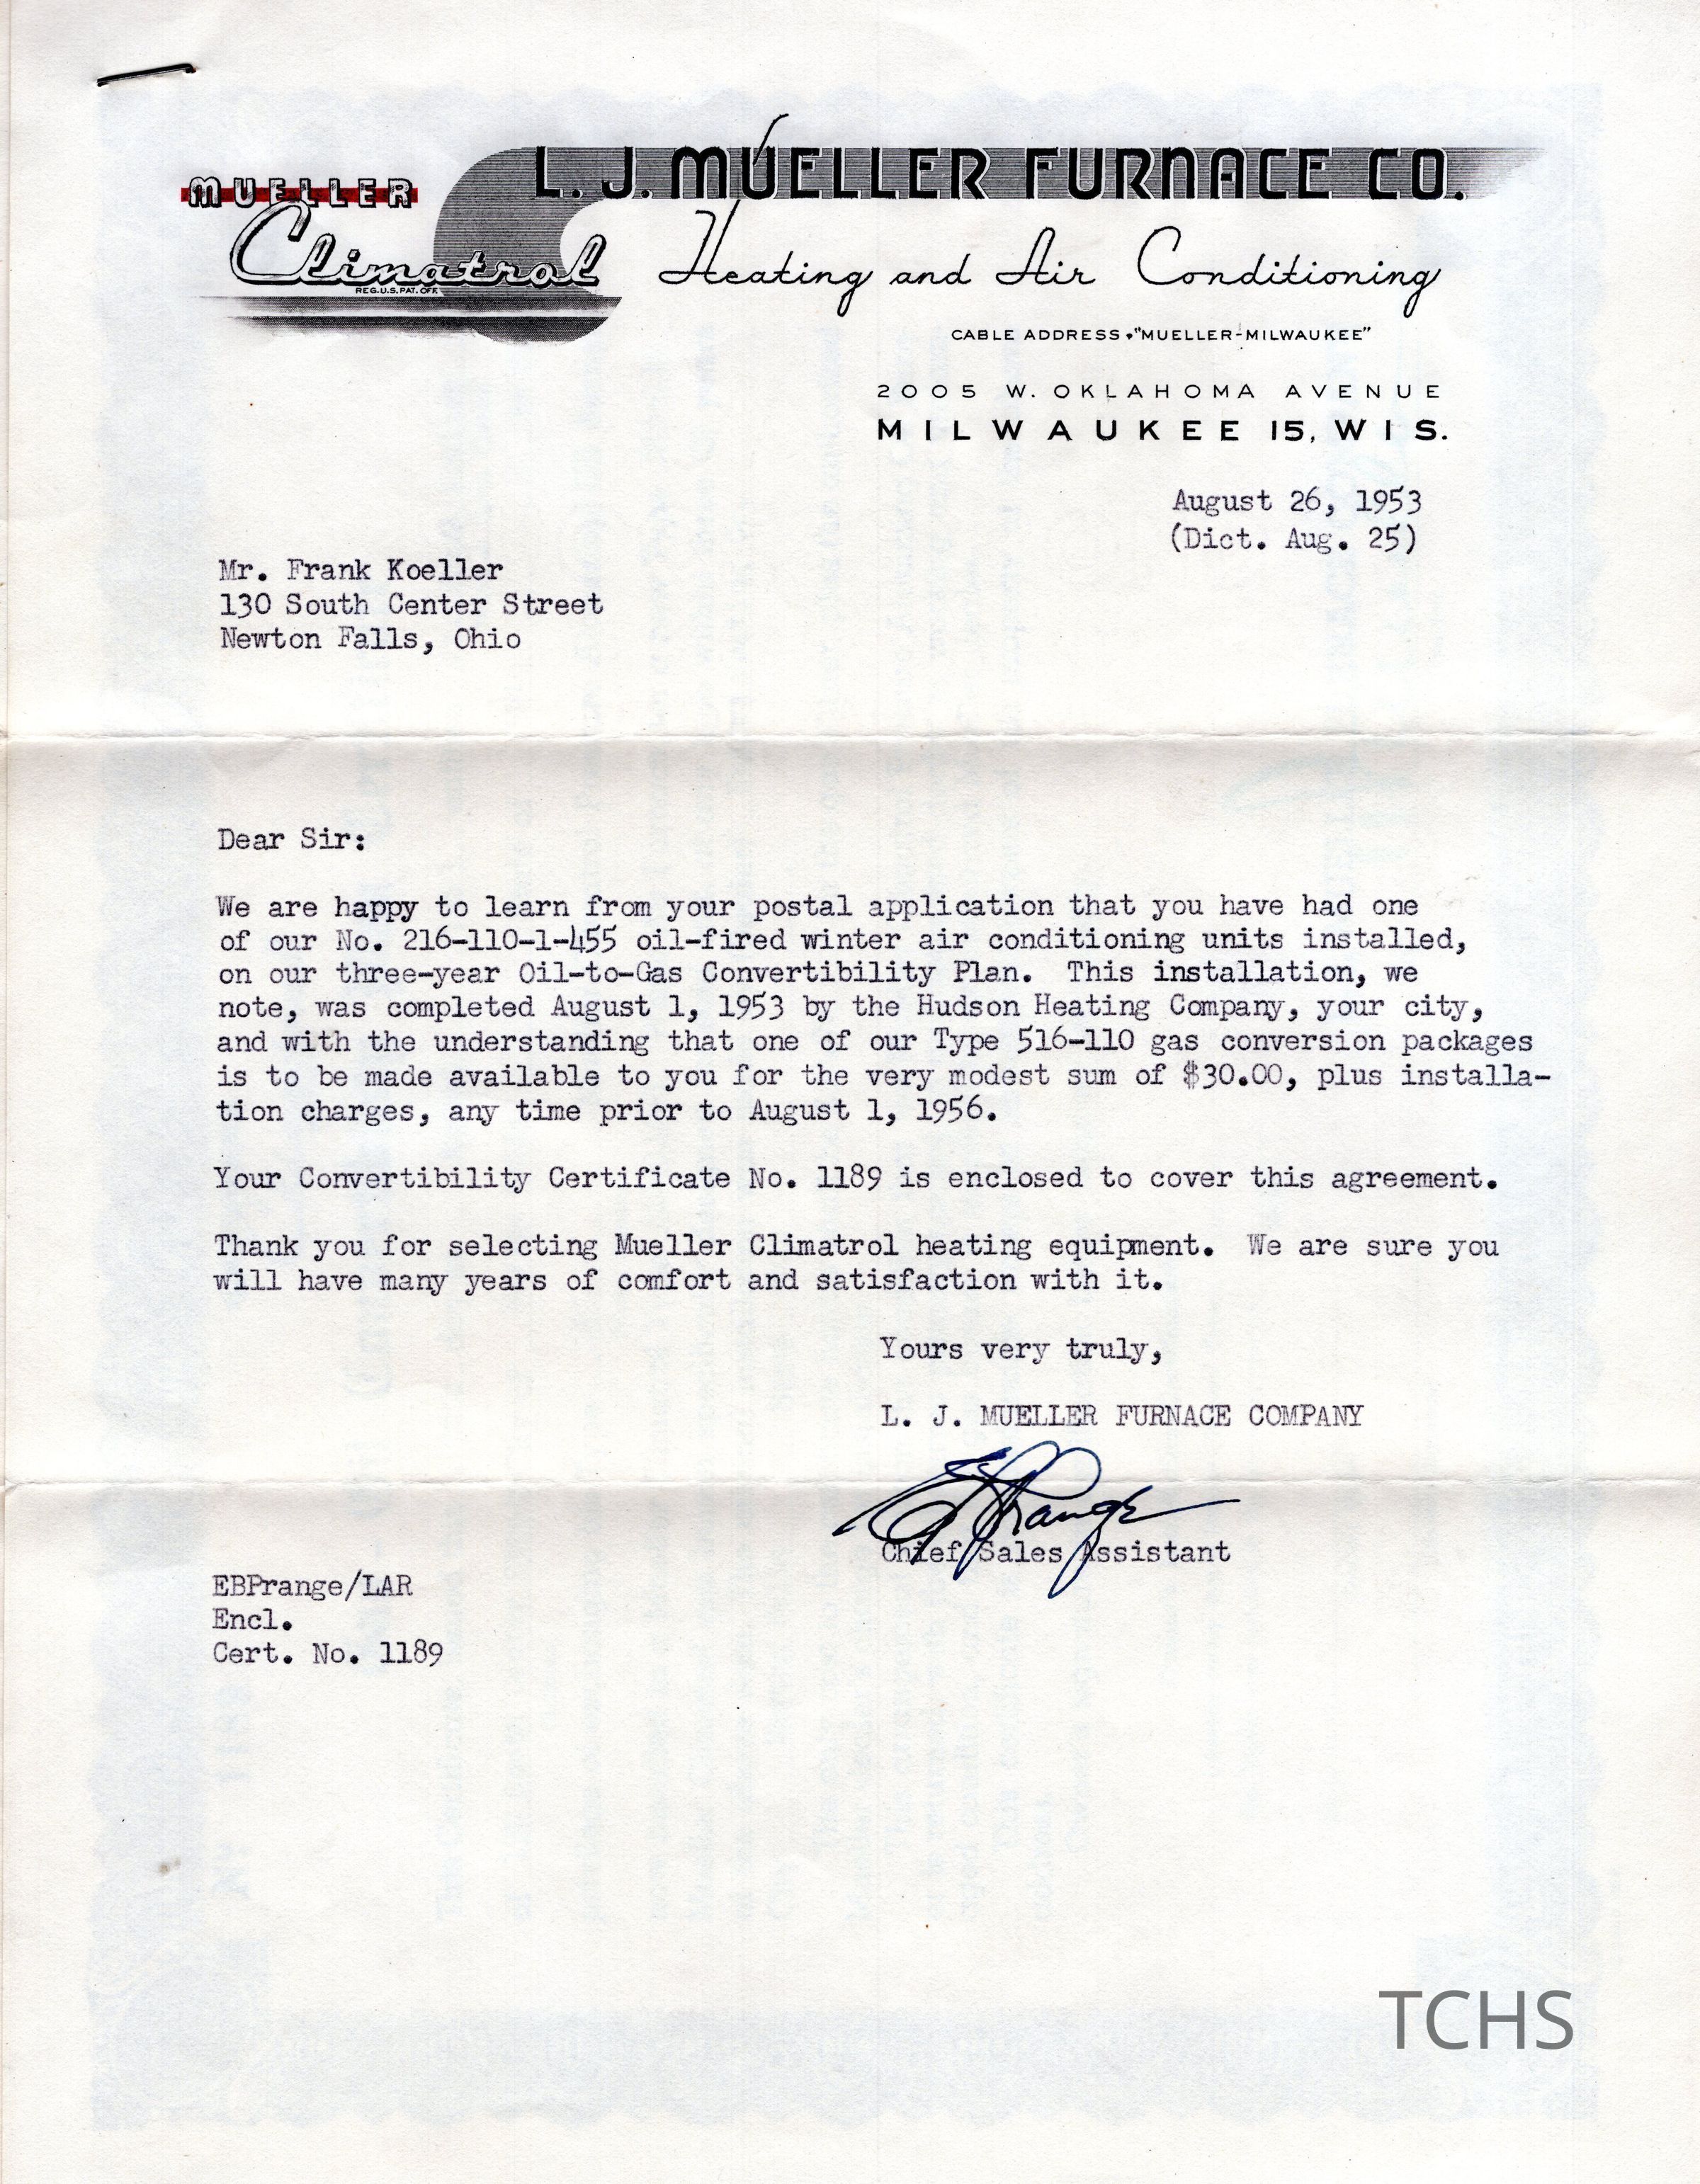 MUELLER
Climatrol
REG.U.S.PAT.OFF.
L. J. MUELLER FURNACE CO.
Heating and Air Conditioning
CABLE ADDRESS • "MUELLER-MILWAUKEE"
2005 W. OKLAHOMA AVENUE
MILWAUKEE 15, WIS.
August 26, 1953
(Dict. Aug. 25)
Mr. Frank Koeller
130 South Center Street
Newton Falls, Ohio
Dear Sir:
We are happy to learn from your postal application that you have had one
of our No. 216-110-1-455 oil-fired winter air conditioning units installed,
on our three-year Oil-to-Gas Convertibility Plan. This installation, we
note, was completed August 1, 1953 by the Hudson Heating Company, your city,
and with the understanding that one of our Type 516-110 gas conversion packages
is to be made available to you for the very modest sum of $30.00, plus installa-
tion charges, any time prior to August 1, 1956.
Your Convertibility Certificate No. 1189 is enclosed to cover this agreement.
Thank you for selecting Mueller Climatrol heating equipment. We are sure you
will have many years of comfort and satisfaction with it.
Yours very truly,
L. J. MUELLER FURNACE COMPANY
EBPrange
Chief Sales Assistant
EBPrange/LAR
Encl.
Cert. No. 1189
TCHS